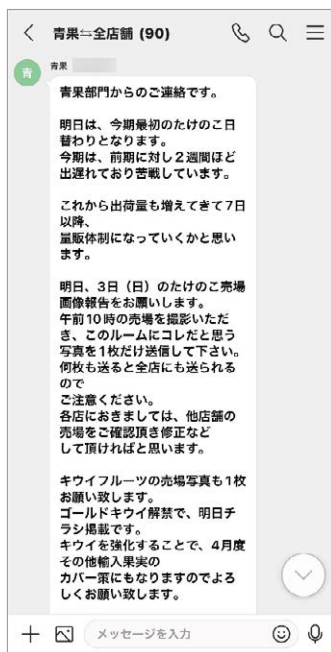 青果⇆全店舗 (90)
青
青果
青果部門からのご連絡です。
明日は、今期最初のたけのこ日
替わりとなります。
今期は、前期に対し2週間ほど
出遅れており苦戦しています。
これから出荷量も増えてきて7日
以降、
量販体制になっていくかと思い
ます。
明日、3日（日）のたけのこ売場
画像報告をお願いします。
午前10時の売場を撮影いただ
き、このルームにコレだと思う
写真を1枚だけ送信して下さい。
何枚も送ると全店にも送られる
ので
ご注意ください。
各店におきましては、他店舗の
売場をご確認頂き修正など
して頂ければと思います。
キウイフルーツの売場写真も1枚
お願い致します。
ゴールドキウイ解禁で、明日チ
ラシ掲載です。
キウイを強化することで、4月度
その他輸入果実の
カバー策にもなりますのでよろ
しくお願い致します。
メッセージを入力